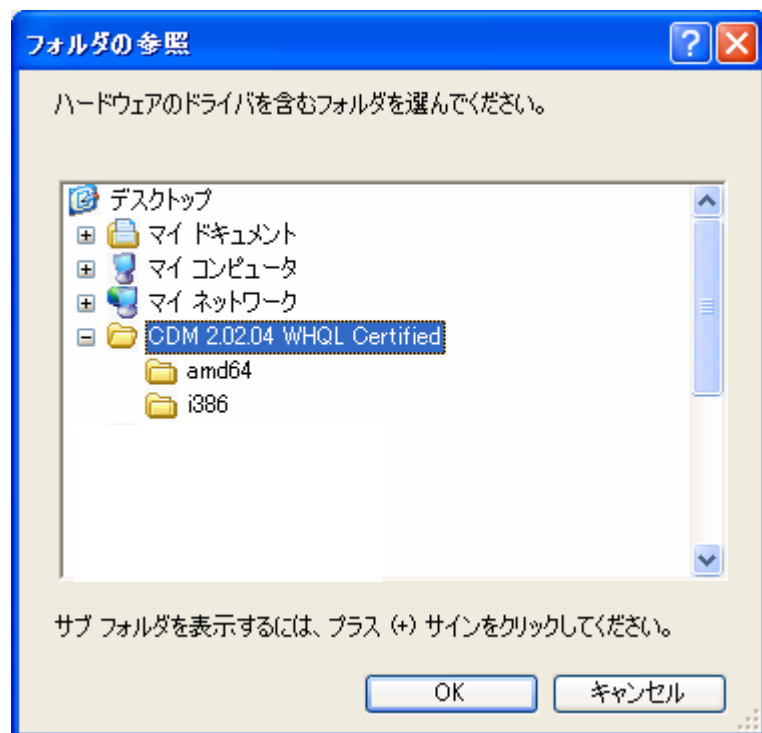 フォルダの参照
ハードウェアのドライバを含むフォルダを選んでください。
デスクトップ
マイ ドキュメント
マイ コンピュータ
マイ ネットワーク
CDM 2.02.04 WHQL Certified
amd64
i386
サブ フォルダを表示するには、プラス (+) サインをクリックしてください。
OK
キャンセル